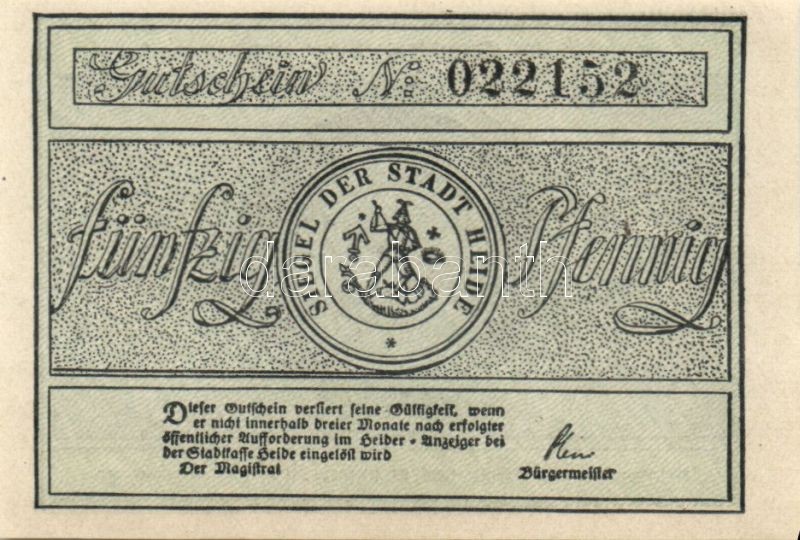 Gutschein No 022152
fünfzig Pfennig
SIEGEL DER STADT HEIDE
*
darabanth
Dieser Gutschein verliert seine Gültigkeit, wenn
er nicht innerhalb dreier Monate nach erfolgter
öffentlicher Aufforderung im Heider - Anzeiger bei
der Stadtkasse Heide eingelöst wird
Der Magistrat
Bürgermeister